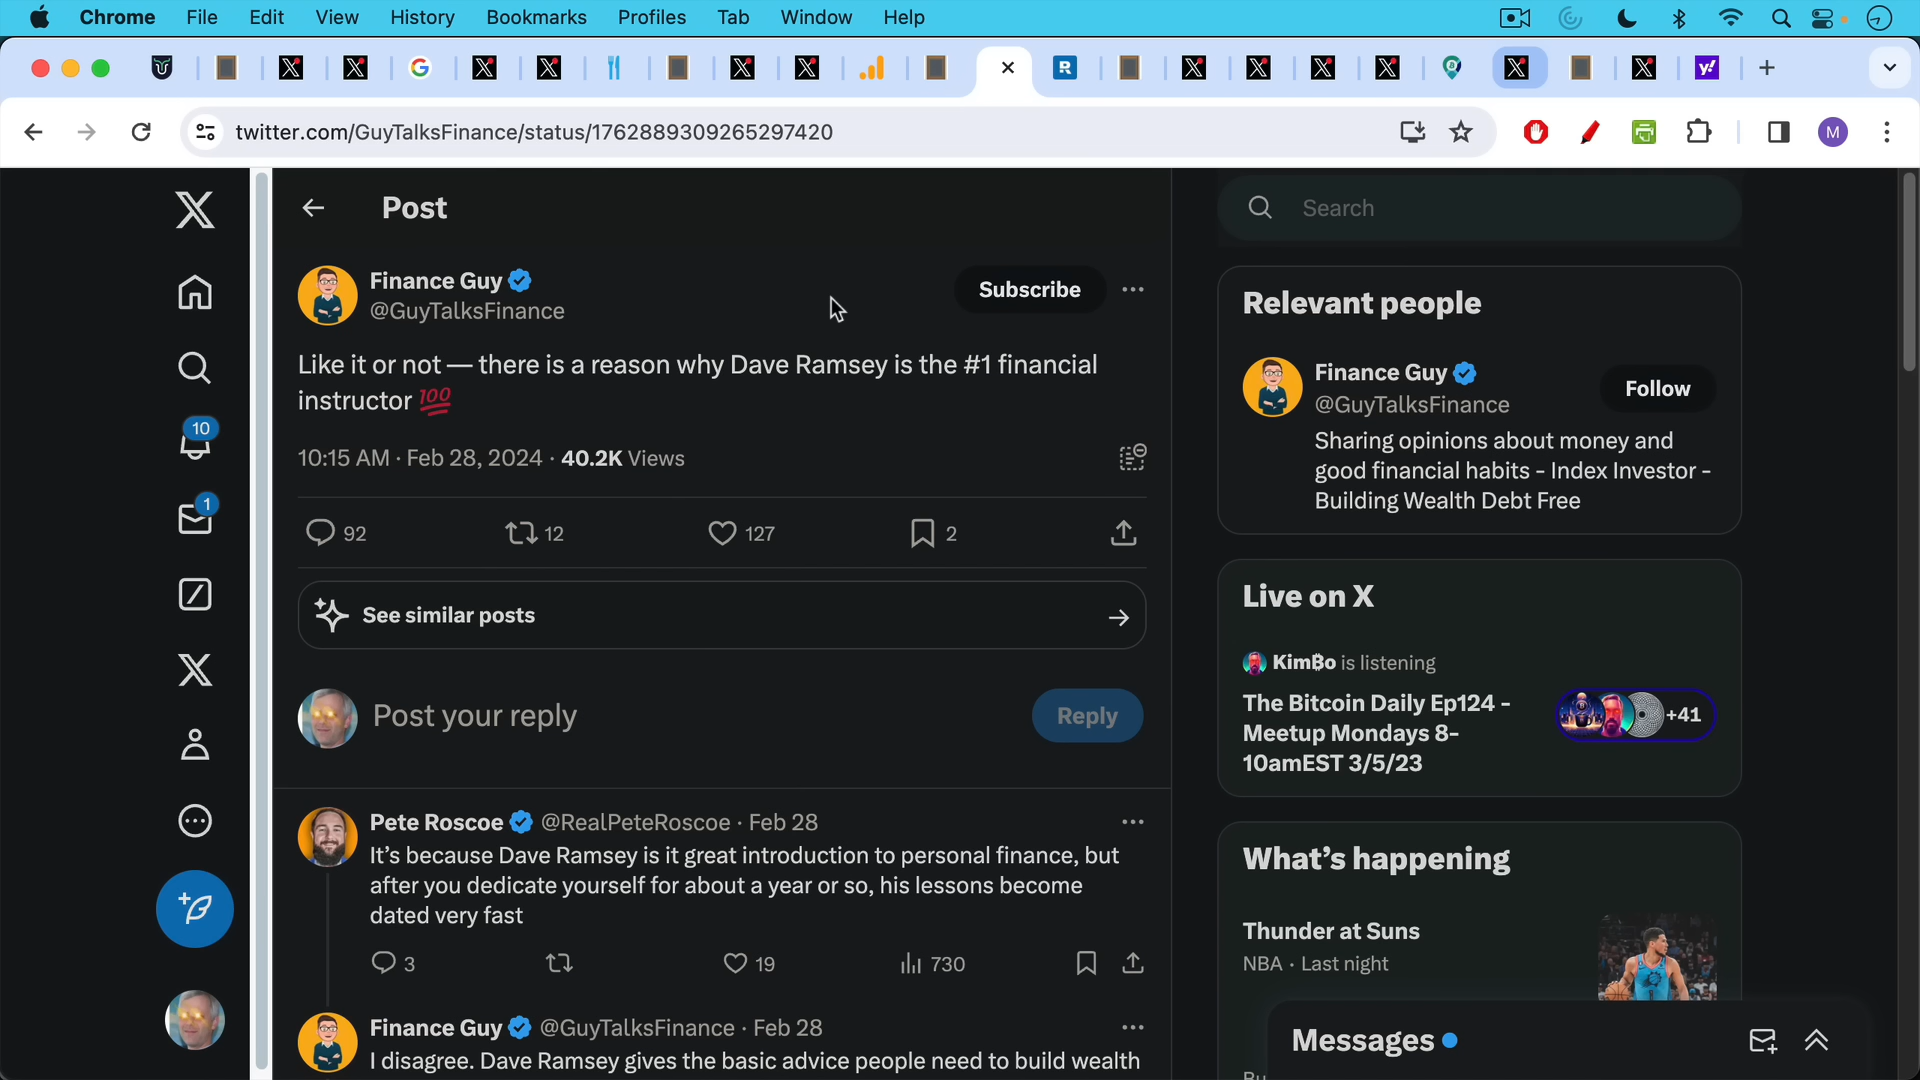 Chrome File Edit View History Bookmarks Profiles Tab Window Help
twitter.com/GuyTalksFinance/status/1762889309265297420
M
Post
Search
Finance Guy
@GuyTalksFinance
Subscribe
Like it or not — there is a reason why Dave Ramsey is the #1 financial
instructor 💯
10:15 AM · Feb 28, 2024 · 40.2K Views
92 12 127 2
See similar posts
Post your reply
Reply
Pete Roscoe @RealPeteRoscoe · Feb 28
It’s because Dave Ramsey is it great introduction to personal finance, but
after you dedicate yourself for about a year or so, his lessons become
dated very fast
3 19 730
Finance Guy @GuyTalksFinance · Feb 28
I disagree. Dave Ramsey gives the basic advice people need to build wealth
10
1
Relevant people
Finance Guy
@GuyTalksFinance
Follow
Sharing opinions about money and
good financial habits - Index Investor -
Building Wealth Debt Free
Live on X
Kim₿o is listening
The Bitcoin Daily Ep124 -
Meetup Mondays 8-
10amEST 3/5/23
+41
What’s happening
Thunder at Suns
NBA · Last night
Messages